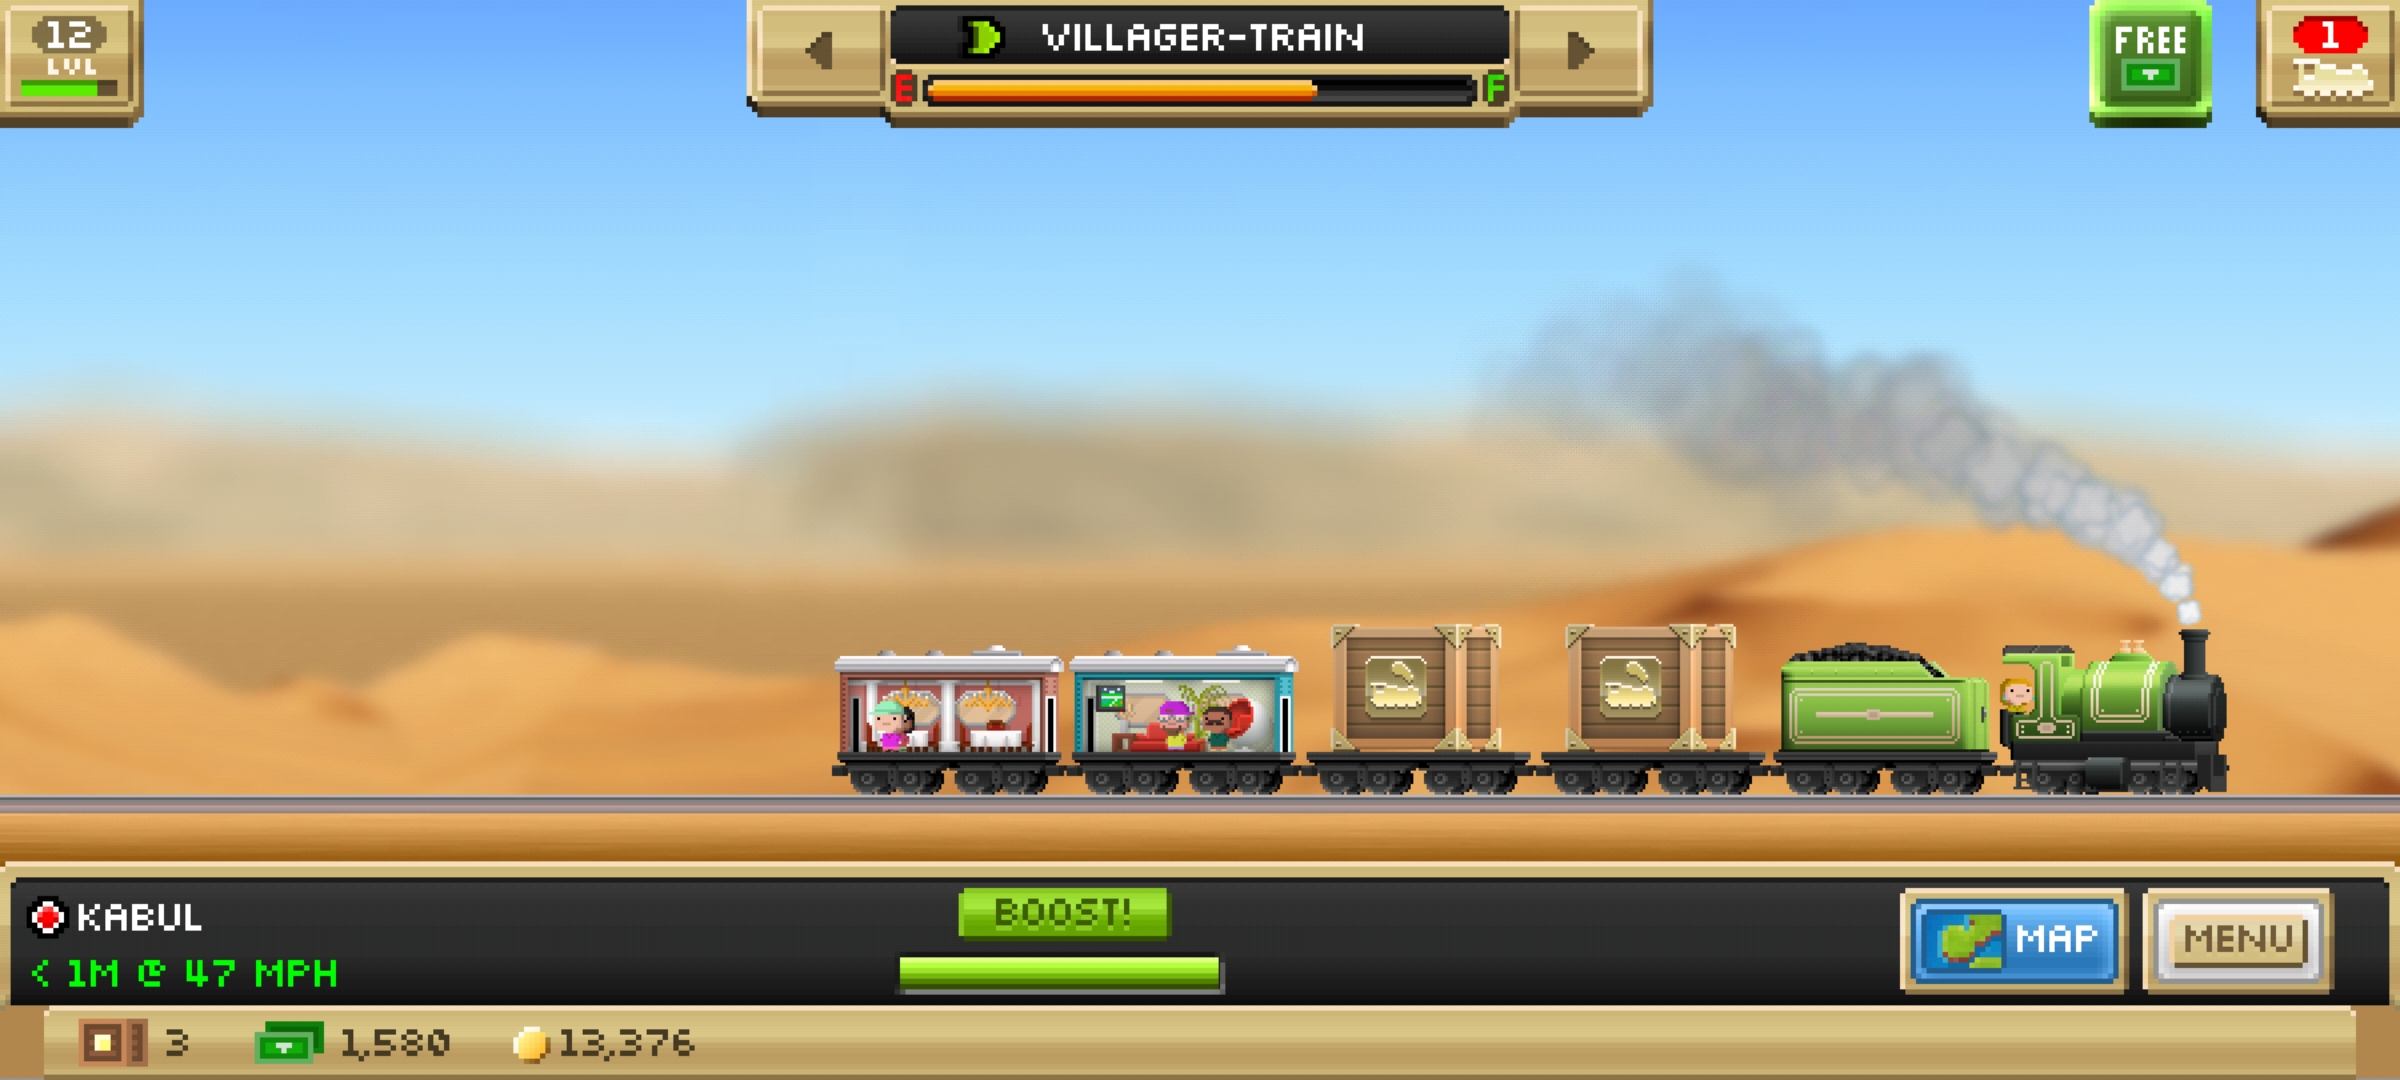 12
LVL
VILLAGER-TRAIN
E F
FREE
1
KABUL
BOOST!
< 1M @ 47 MPH
MAP
MENU
3 1,580 13,376